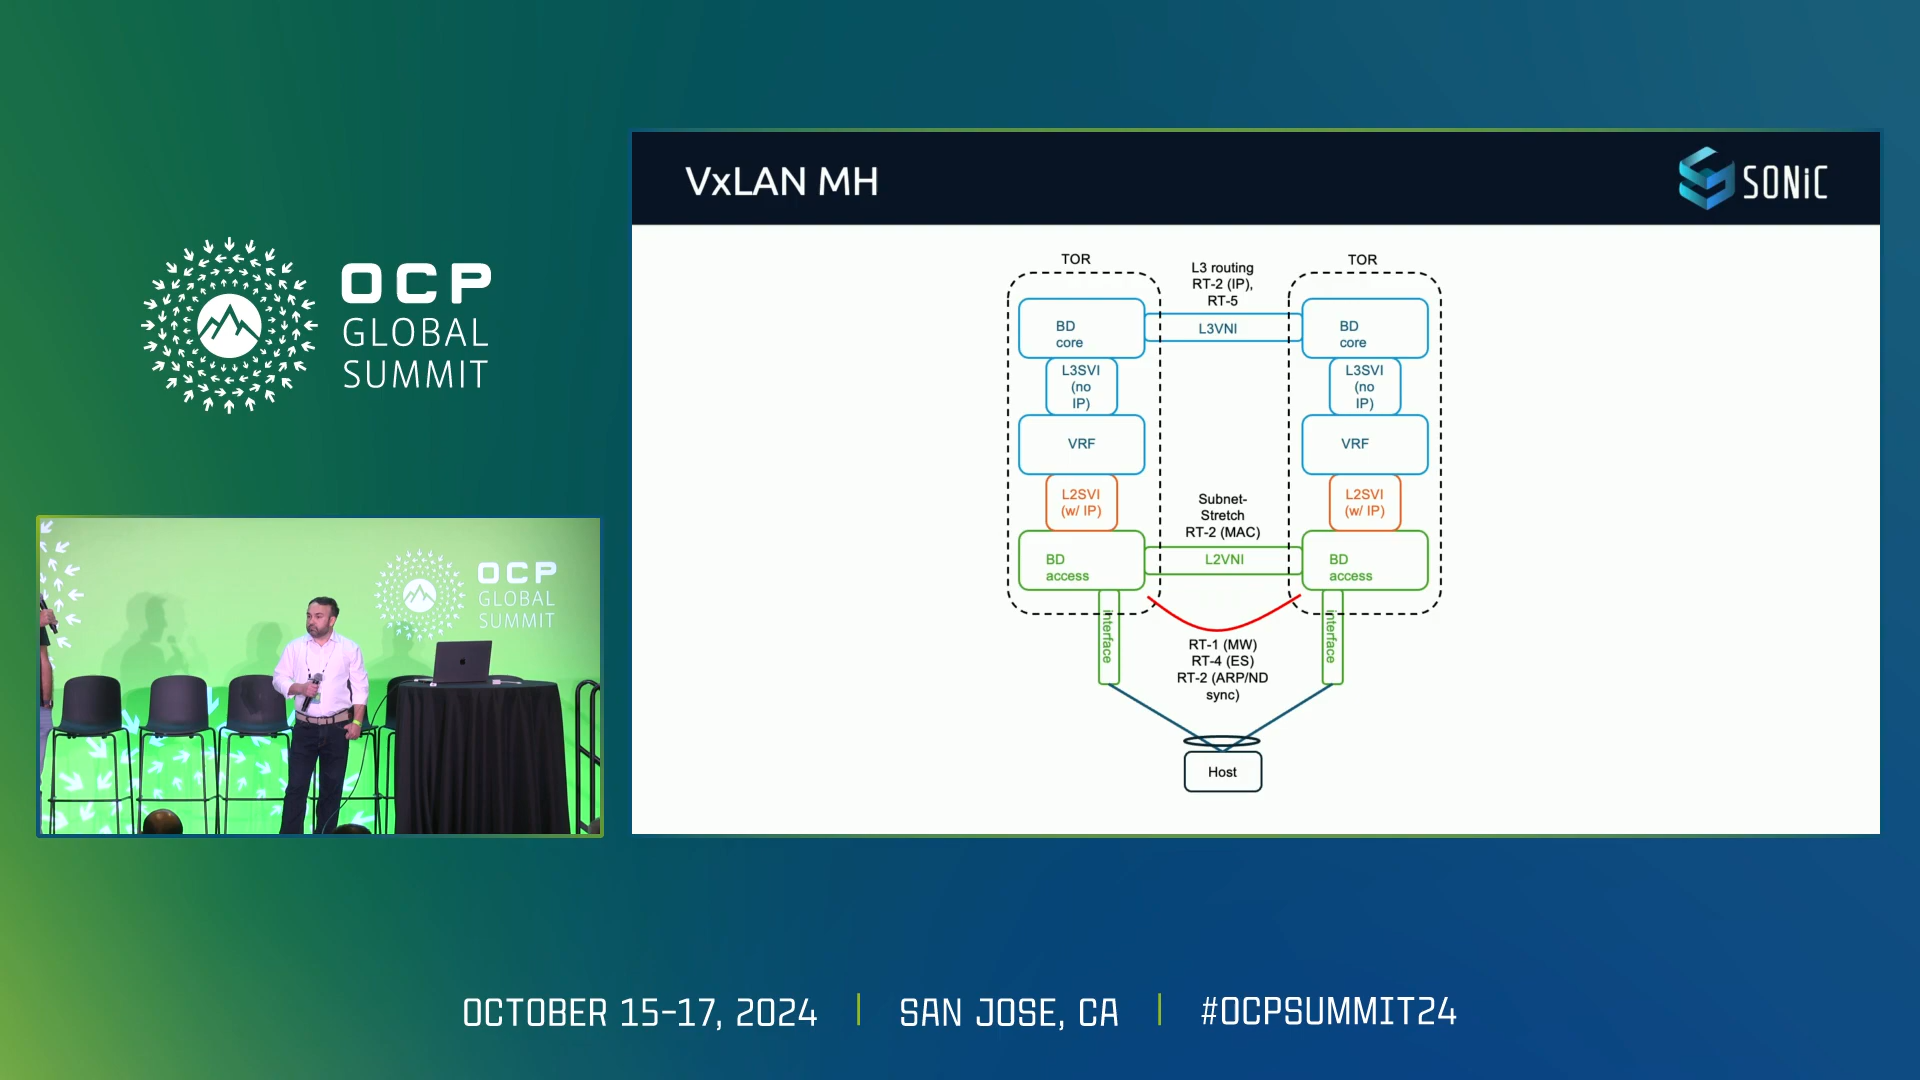 OCP
GLOBAL
SUMMIT
VxLAN MH
SONiC
TOR
TOR
L3 routing
RT-2 (IP),
RT-5
BD
core
L3VNI
BD
core
L3SVI
(no
IP)
L3SVI
(no
IP)
VRF
VRF
L2SVI
(w/ IP)
Subnet-
Stretch
RT-2 (MAC)
L2SVI
(w/ IP)
BD
access
L2VNI
BD
access
interface
interface
RT-1 (MW)
RT-4 (ES)
RT-2 (ARP/ND
sync)
Host
OCP
GLOBAL
SUMMIT
OCTOBER 15-17, 2024 | SAN JOSE, CA | #OCPSUMMIT24